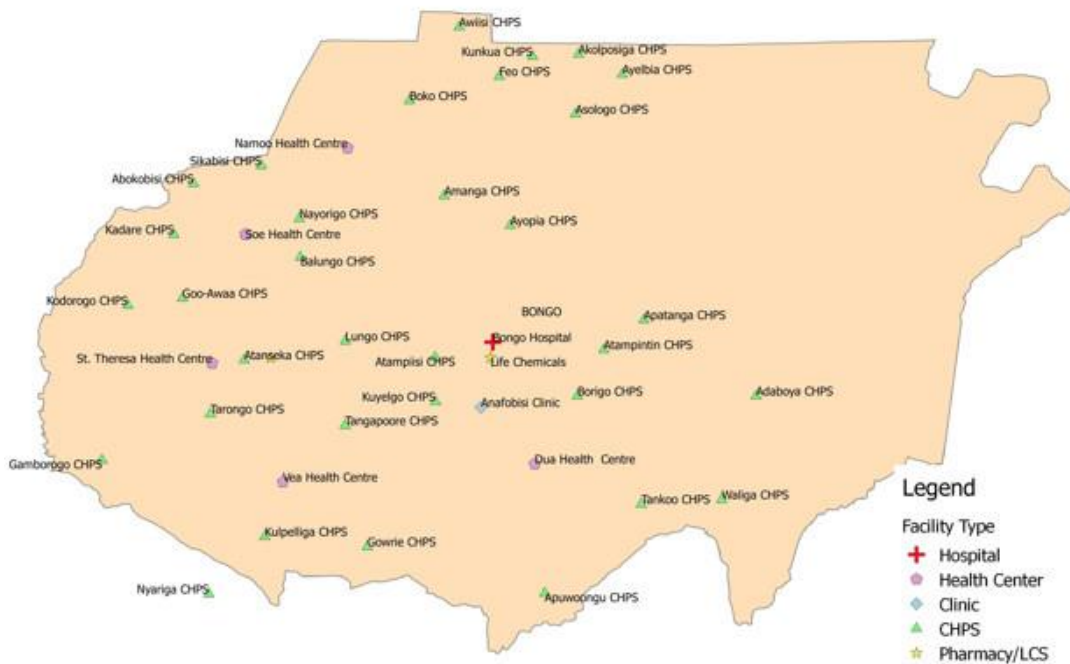 Awiisi CHPS
Kunkua CHPS
Akolposiga CHPS
Feo CHPS
Ayelbia CHPS
Boko CHPS
Asologo CHPS
Namoo Health Centre
Sikabisi CHPS
Abokobisi CHPS
Amanga CHPS
Nayorigo CHPS
Ayopia CHPS
Kadare CHPS
Soe Health Centre
Balungo CHPS
Goo-Awaa CHPS
Kodorogo CHPS
BONGO
Apatanga CHPS
Lungo CHPS
Bongo Hospital
Atampintin CHPS
St. Theresa Health Centre
Atanseka CHPS
Atampiisi CHPS
Life Chemicals
Kuyelgo CHPS
Anafobisi Clinic
Borigo CHPS
Adaboya CHPS
Tarongo CHPS
Tangapoore CHPS
Gamborogo CHPS
Dua Health Centre
Vea Health Centre
Tankoo CHPS
Waliga CHPS
Kulpelliga CHPS
Gowrie CHPS
Nyariga CHPS
Apuwoongu CHPS
Legend
Facility Type
Hospital
Health Center
Clinic
CHPS
Pharmacy/LCS